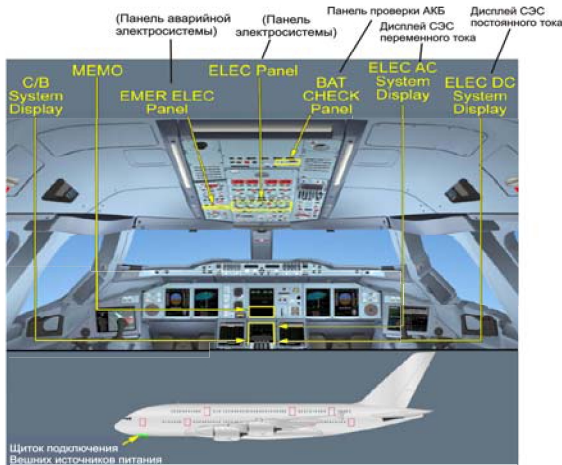 (Панель аварийной
электросистемы)
(Панель
электросистемы)
Панель проверки АКБ
Дисплей СЭС
переменного тока
Дисплей СЭС
постоянного тока
C/B
System
Display
MEMO
EMER ELEC
Panel
ELEC Panel
BAT
CHECK
Panel
ELEC AC
System
Display
ELEC DC
System
Display
Щиток подключения
Вешних источников питания